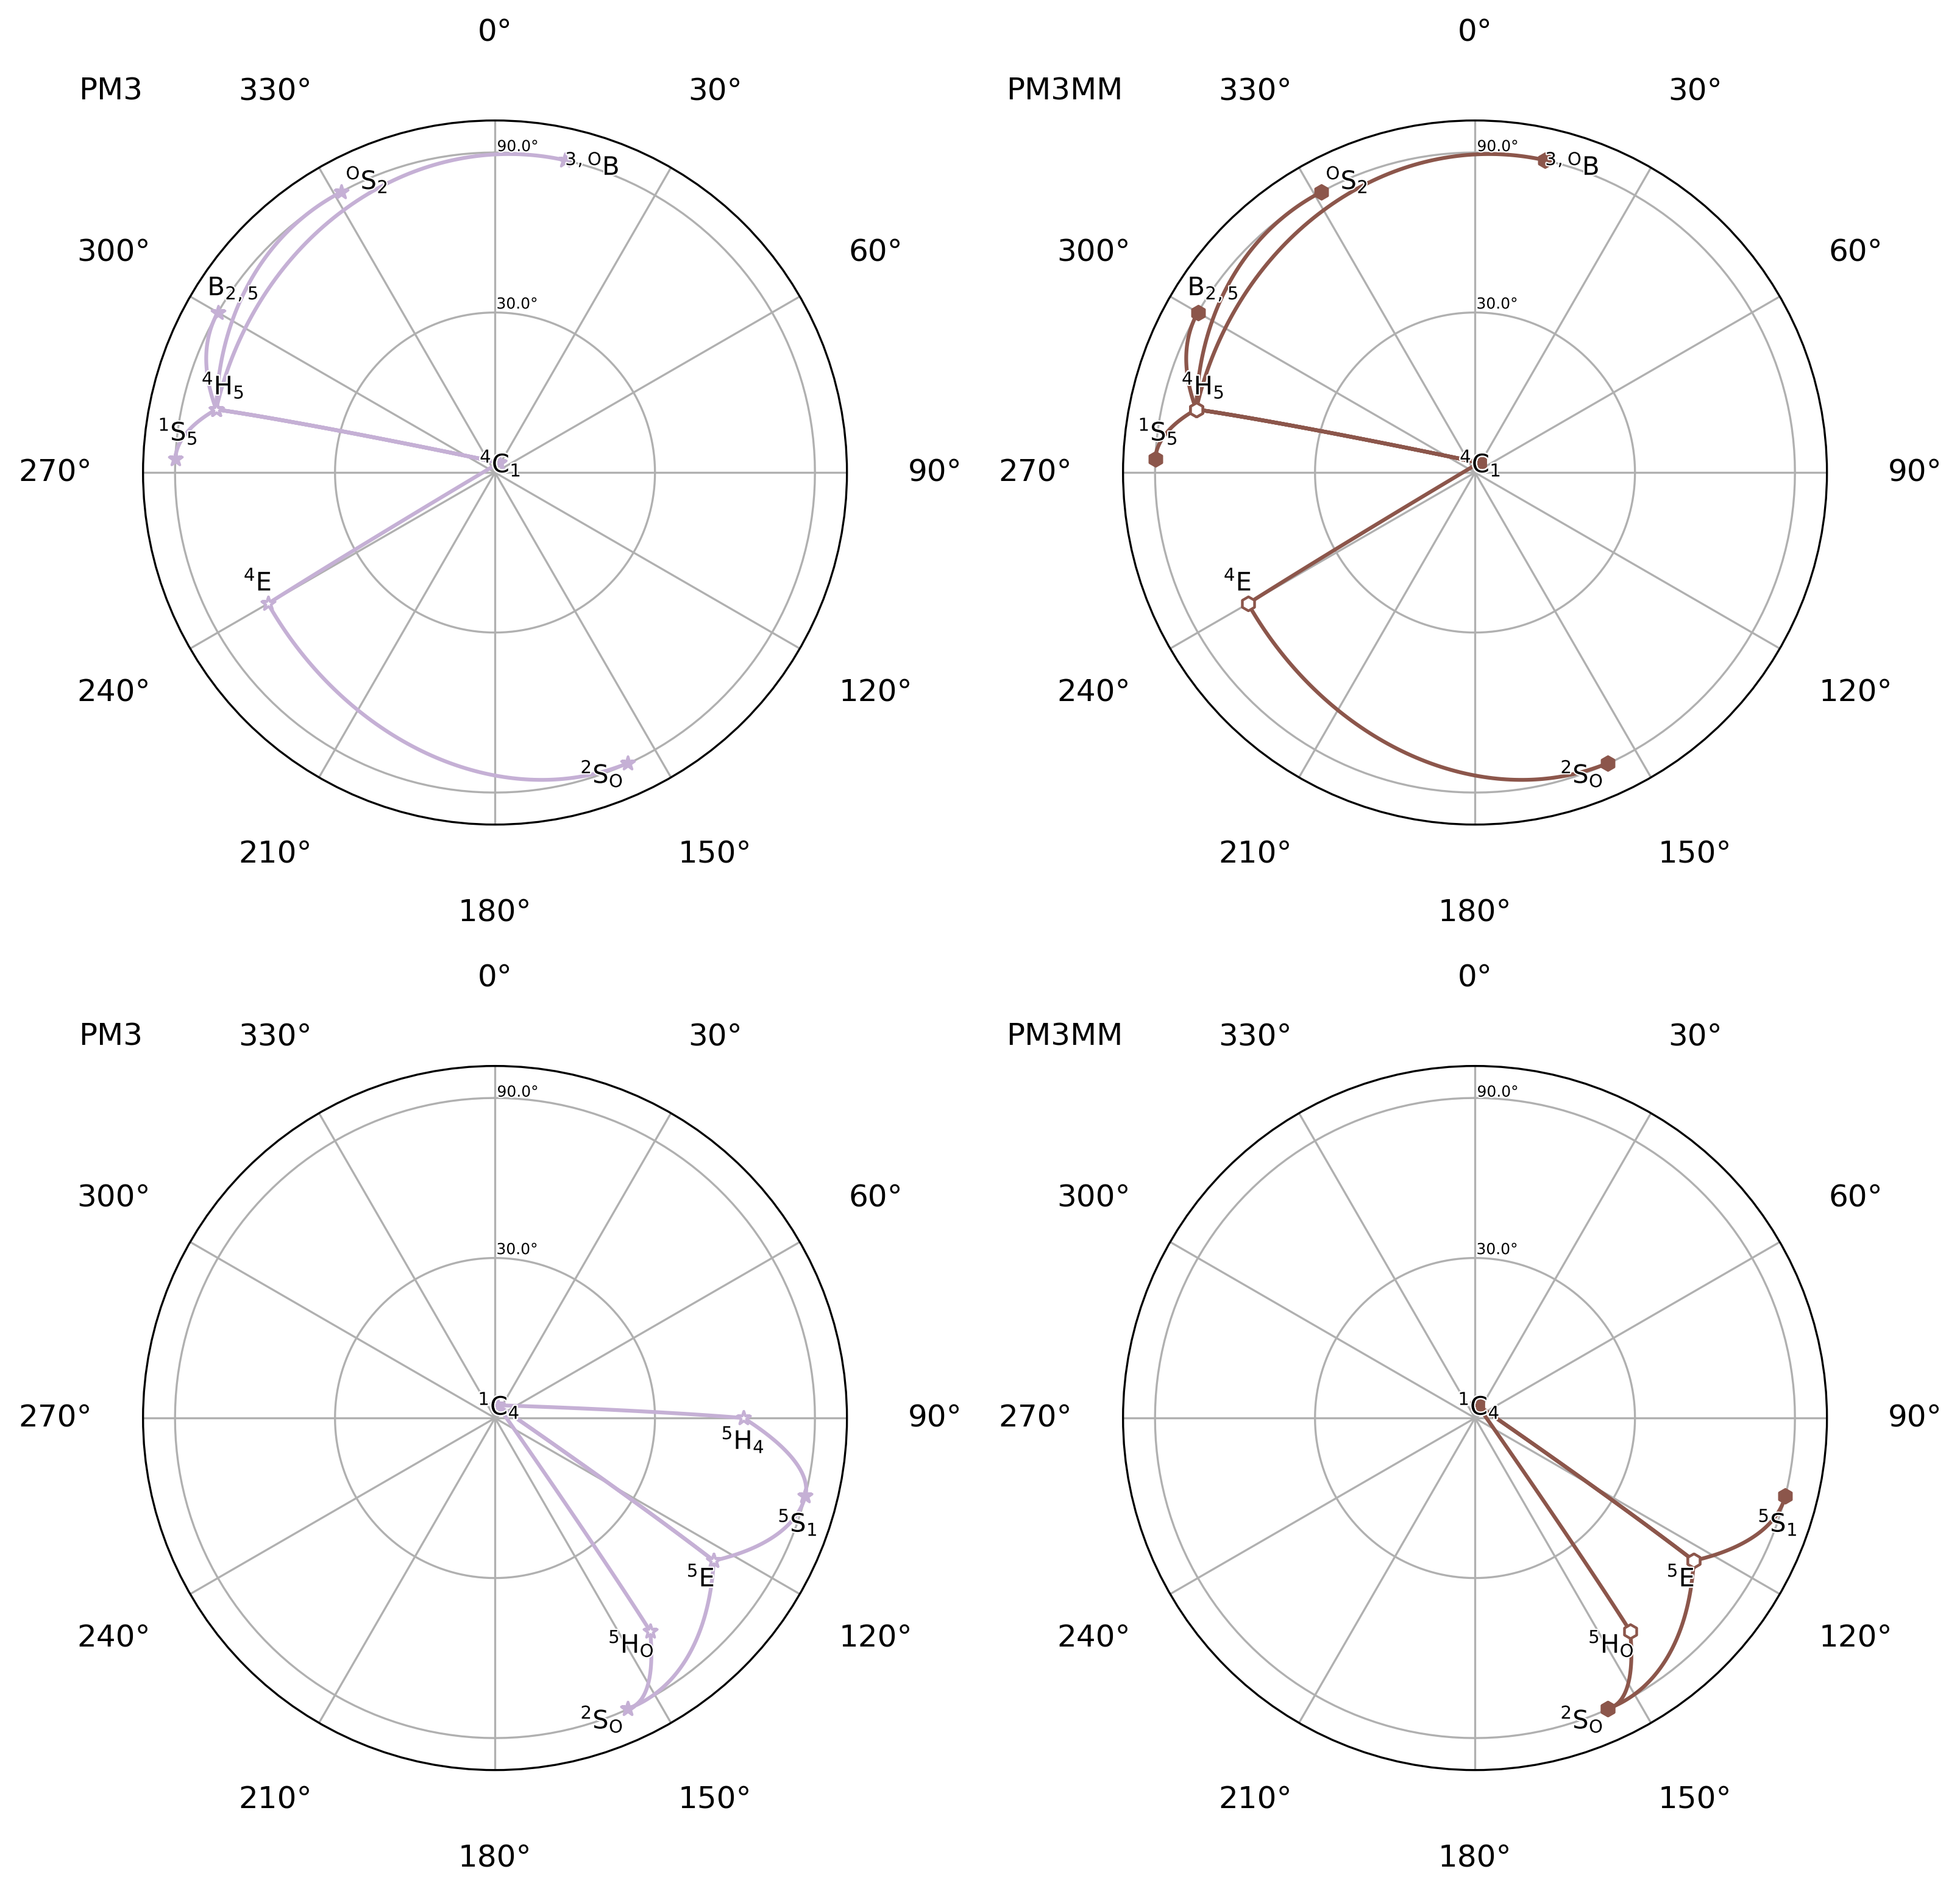 0° 0°
PM3 330° 30° PM3MM 330° 30°
90.0° ³,ᴼB 90.0° ³,ᴼB
ᴼS₂ ᴼS₂
300° 60° 300° 60°
B₂,₅ 30.0° B₂,₅ 30.0°
⁴H₅ ⁴H₅
¹S₅ ¹S₅
270° ⁴C₁ 90° 270° ⁴C₁ 90°
⁴E ⁴E
240° 120° 240° 120°
²Sₒ ²Sₒ
210° 150° 210° 150°
180° 180°
0° 0°
PM3 330° 30° PM3MM 330° 30°
90.0° 90.0°
300° 60° 300° 60°
30.0° 30.0°
270° ¹C₄ 90° 270° ¹C₄ 90°
⁵H₄
⁵S₁ ⁵S₁
⁵E ⁵E
240° ⁵Hₒ 120° 240° ⁵Hₒ 120°
²Sₒ ²Sₒ
210° 150° 210° 150°
180° 180°